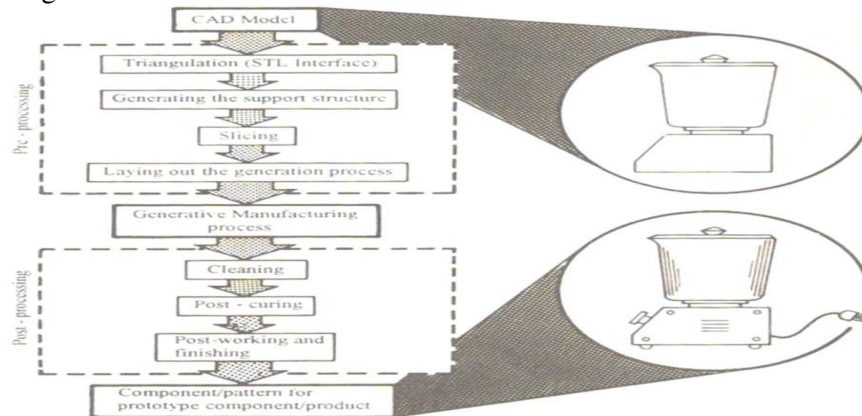 CAD Model
Triangulation (STL Interface)
Generating the support structure
Slicing
Laying out the generation process
Pre - processing
Generative Manufacturing
process
Cleaning
Post - curing
Post-working and
finishing
Post-processing
Component/pattern for
prototype component/product